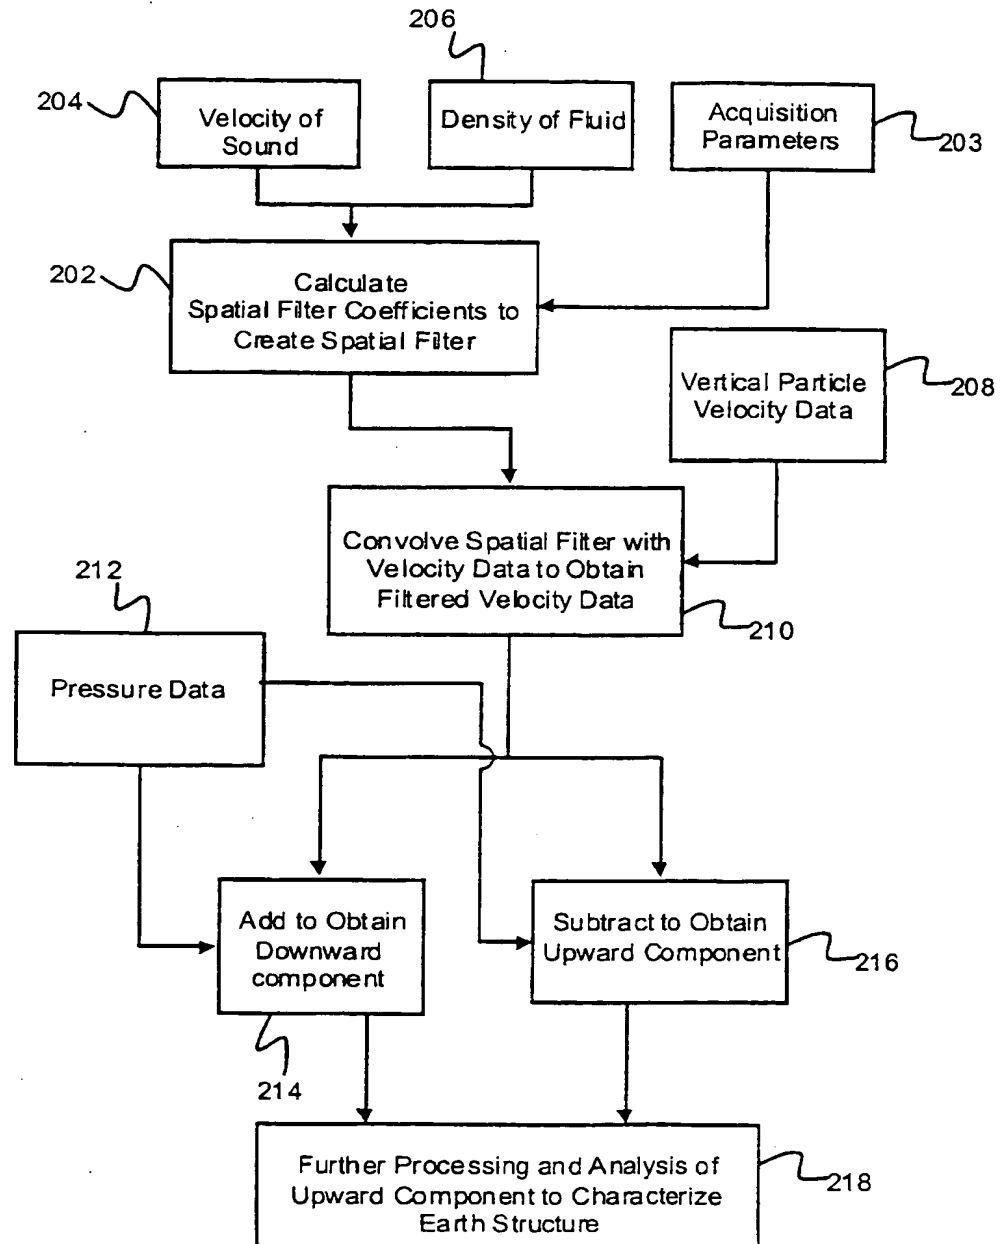 206
204
Velocity of
Sound
Density of Fluid
Acquisition
Parameters
203
202
Calculate
Spatial Filter Coefficients to
Create Spatial Filter
Vertical Particle
Velocity Data
208
Convolve Spatial Filter with
Velocity Data to Obtain
Filtered Velocity Data
210
212
Pressure Data
Add to Obtain
Downward
component
214
Subtract to Obtain
Upward Component
216
Further Processing and Analysis of
Upward Component to Characterize
Earth Structure
218